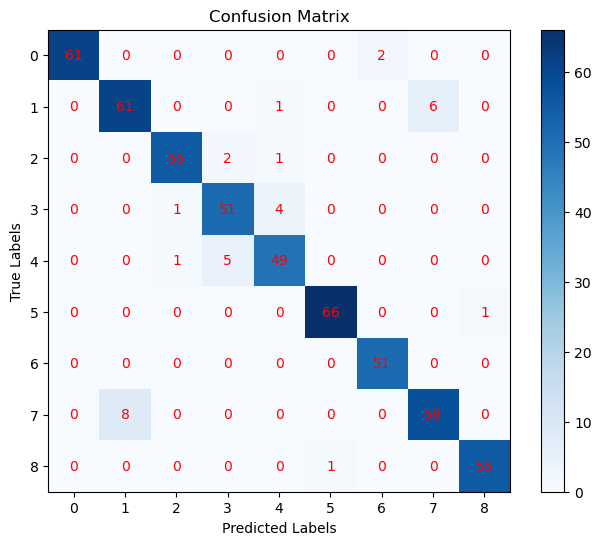 Confusion Matrix
0 61 0 0 0 0 0 2 0 0
1 0 61 0 0 1 0 0 6 0
2 0 0 55 2 1 0 0 0 0
3 0 0 1 51 4 0 0 0 0
4 0 0 1 5 49 0 0 0 0
5 0 0 0 0 0 66 0 0 1
6 0 0 0 0 0 0 51 0 0
7 0 8 0 0 0 0 0 58 0
8 0 0 0 0 0 1 0 0 55
0 1 2 3 4 5 6 7 8
Predicted Labels
True Labels
60
50
40
30
20
10
0